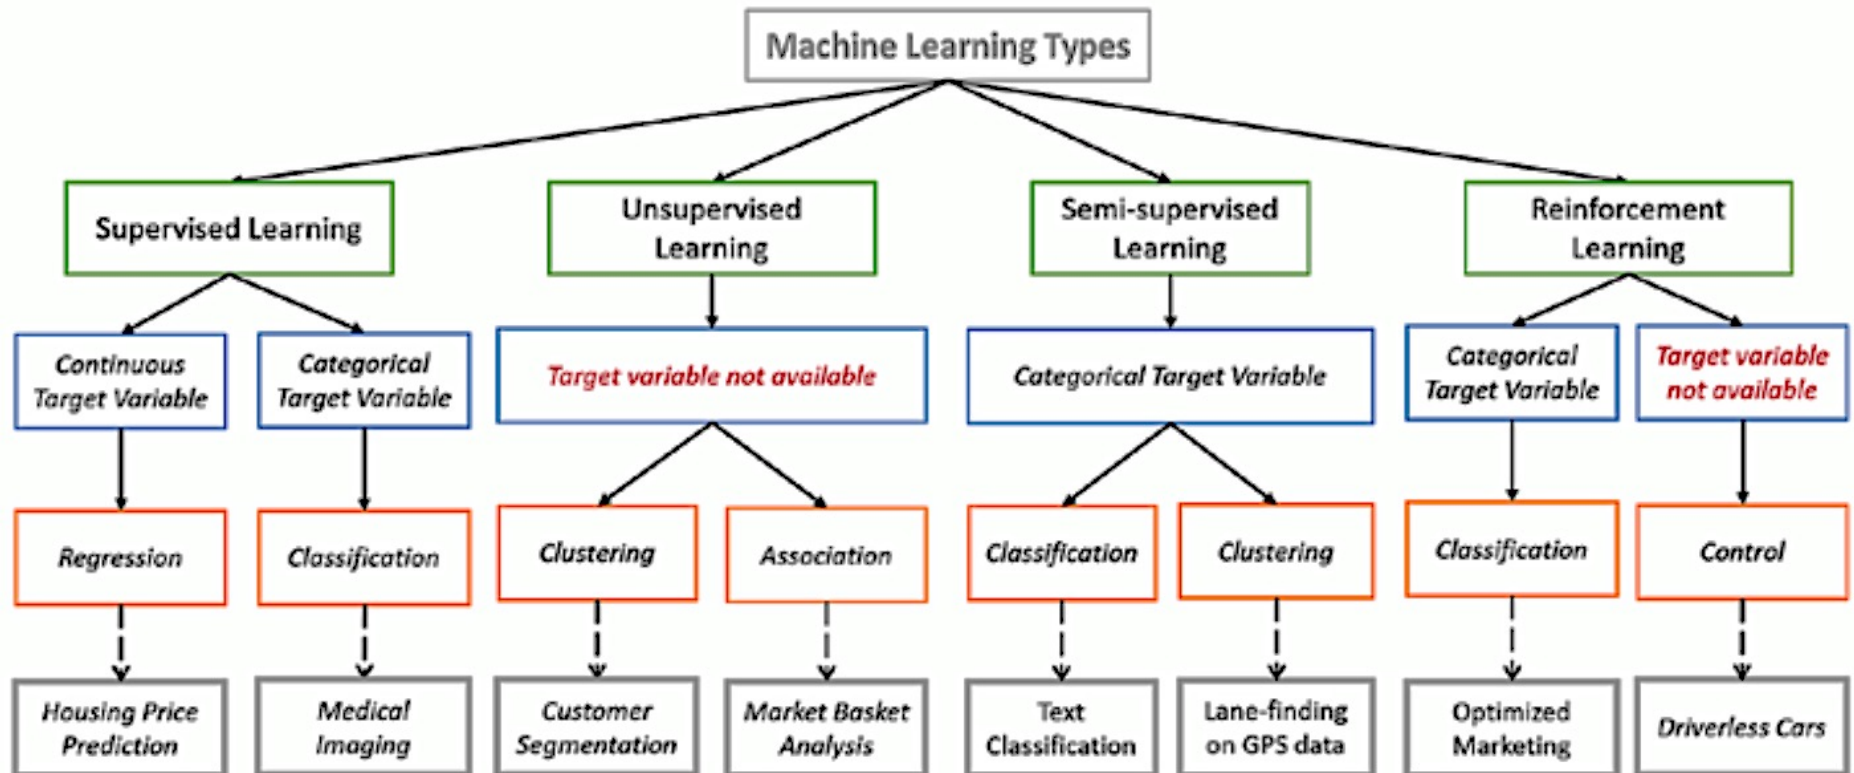 Machine Learning Types
Supervised Learning
Unsupervised
Learning
Semi-supervised
Learning
Reinforcement
Learning
Continuous
Target Variable
Categorical
Target Variable
Target variable not available
Categorical Target Variable
Categorical
Target Variable
Target variable
not available
Regression
Classification
Clustering
Association
Classification
Clustering
Classification
Control
Housing Price
Prediction
Medical
Imaging
Customer
Segmentation
Market Basket
Analysis
Text
Classification
Lane-finding
on GPS data
Optimized
Marketing
Driverless Cars